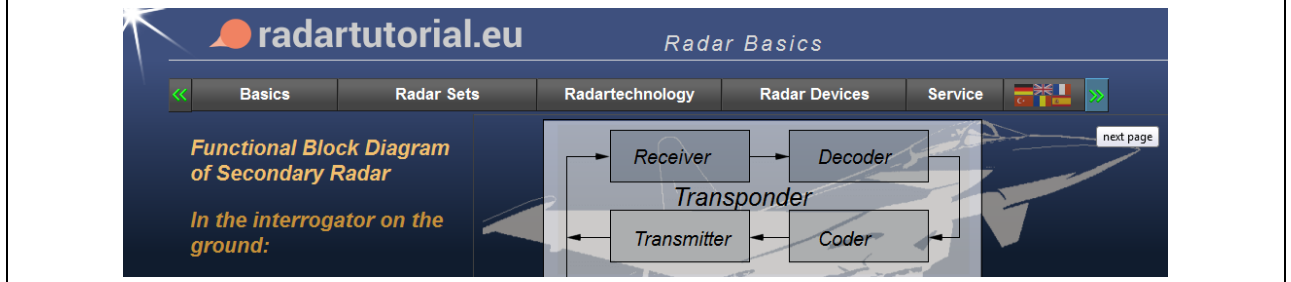 radartutorial.eu
Radar Basics
<< Basics Radar Sets Radartechnology Radar Devices Service >>
next page
Functional Block Diagram
of Secondary Radar
In the interrogator on the
ground:
Receiver Decoder
Transponder
Transmitter Coder